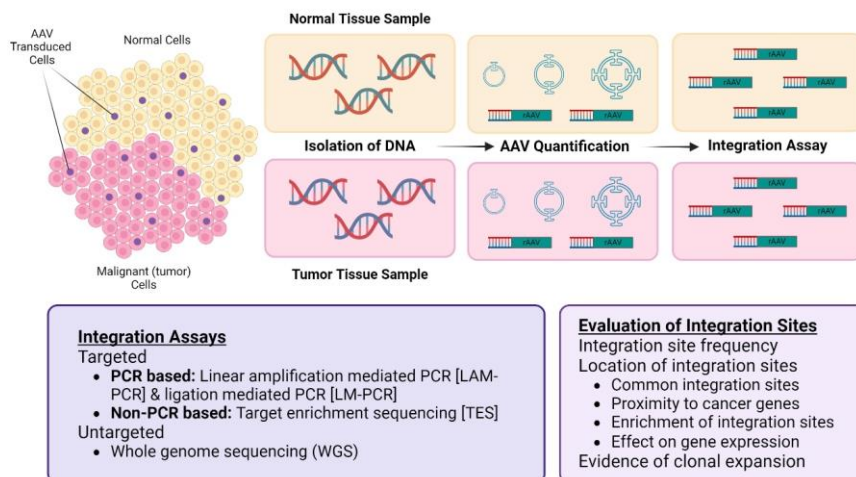 AAV
Transduced
Cells
Normal Cells
Malignant (tumor)
Cells
Normal Tissue Sample
rAAV
rAAV
rAAV
rAAV
rAAV
rAAV
Isolation of DNA
AAV Quantification
Integration Assay
rAAV
rAAV
rAAV
rAAV
rAAV
rAAV
Tumor Tissue Sample
Integration Assays
Targeted
• PCR based: Linear amplification mediated PCR [LAM-
PCR] & ligation mediated PCR [LM-PCR]
• Non-PCR based: Target enrichment sequencing [TES]
Untargeted
• Whole genome sequencing (WGS)
Evaluation of Integration Sites
Integration site frequency
Location of integration sites
• Common integration sites
• Proximity to cancer genes
• Enrichment of integration sites
• Effect on gene expression
Evidence of clonal expansion